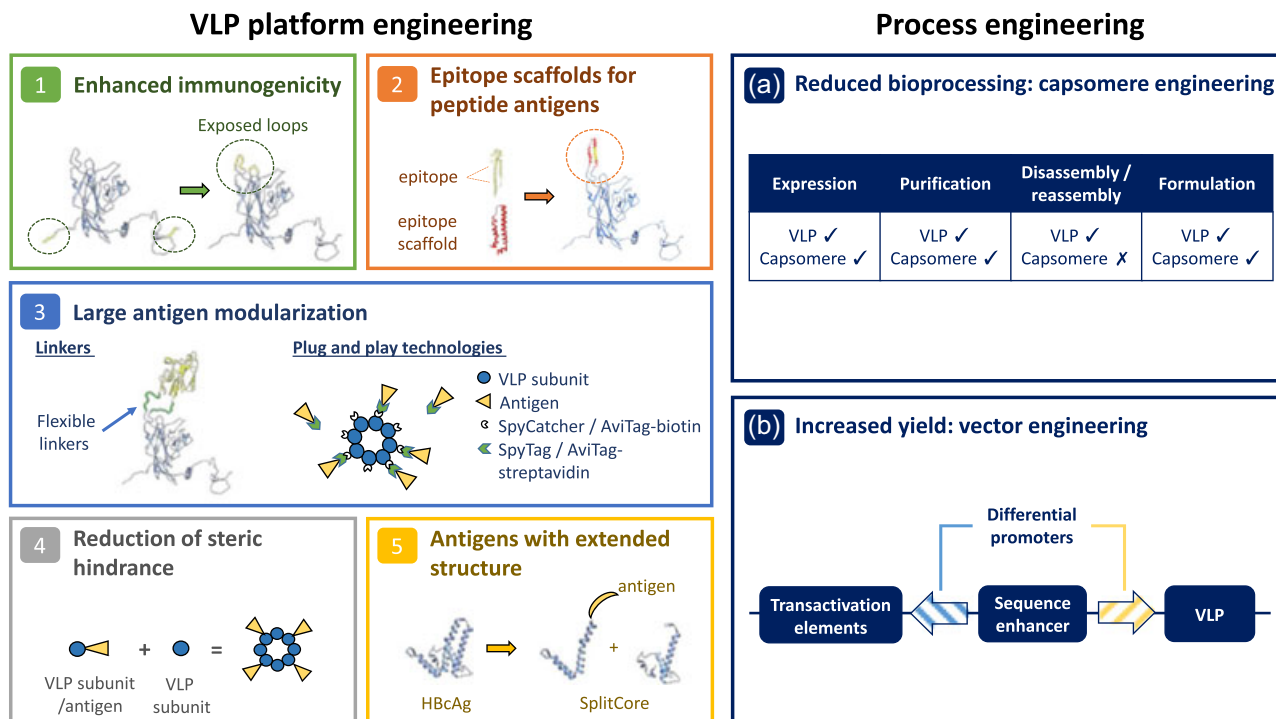 VLP platform engineering
Process engineering
1
Enhanced immunogenicity
Exposed loops
2
Epitope scaffolds for
peptide antigens
epitope
epitope
scaffold
3
Large antigen modularization
Linkers
Flexible
linkers
Plug and play technologies
VLP subunit
Antigen
SpyCatcher / AviTag-biotin
SpyTag / AviTag-
streptavidin
4
Reduction of steric
hindrance
+
=
VLP subunit
/antigen
VLP
subunit
5
Antigens with extended
structure
antigen
+
HBcAg
SplitCore
(a)
Reduced bioprocessing: capsomere engineering
Expression
Purification
Disassembly /
reassembly
Formulation
VLP ✓
Capsomere ✓
VLP ✓
Capsomere ✓
VLP ✓
Capsomere ✗
VLP ✓
Capsomere ✓
(b)
Increased yield: vector engineering
Differential
promoters
Transactivation
elements
Sequence
enhancer
VLP